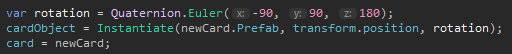 var rotation = Quaternion.Euler(x:-90, y:90, z:180);
cardObject = Instantiate(newCard.Prefab, transform.position, rotation);
card = newCard;